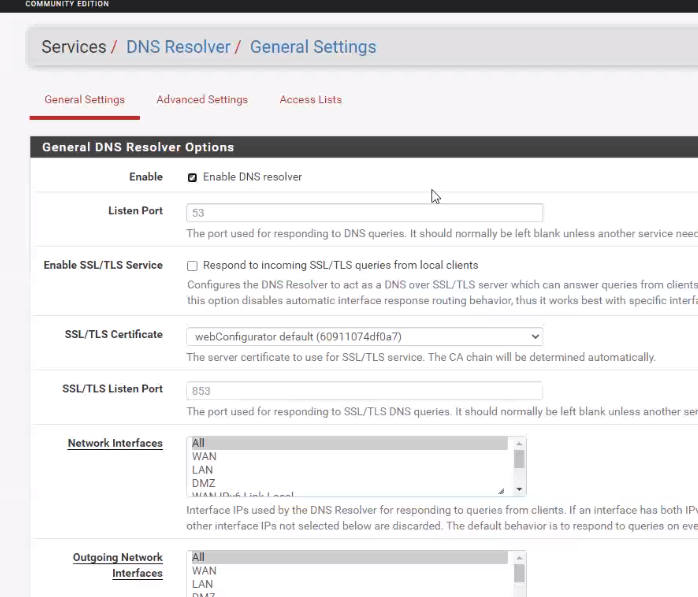 COMMUNITY EDITION
Services / DNS Resolver / General Settings
General Settings Advanced Settings Access Lists
General DNS Resolver Options
Enable Enable DNS resolver
Listen Port 53
The port used for responding to DNS queries. It should normally be left blank unless another service need
Enable SSL/TLS Service Respond to incoming SSL/TLS queries from local clients
Configures the DNS Resolver to act as a DNS over SSL/TLS server which can answer queries from clients
this option disables automatic interface response routing behavior, thus it works best with specific interfa
SSL/TLS Certificate webConfigurator default (60911074df0a7)
The server certificate to use for SSL/TLS service. The CA chain will be determined automatically.
SSL/TLS Listen Port 853
The port used for responding to SSL/TLS DNS queries. It should normally be left blank unless another ser
Network Interfaces All
WAN
LAN
DMZ
WAN IPv6 Link Local
Interface IPs used by the DNS Resolver for responding to queries from clients. If an interface has both IPv
other interface IPs not selected below are discarded. The default behavior is to respond to queries on eve
Outgoing Network Interfaces All
WAN
LAN
DMZ